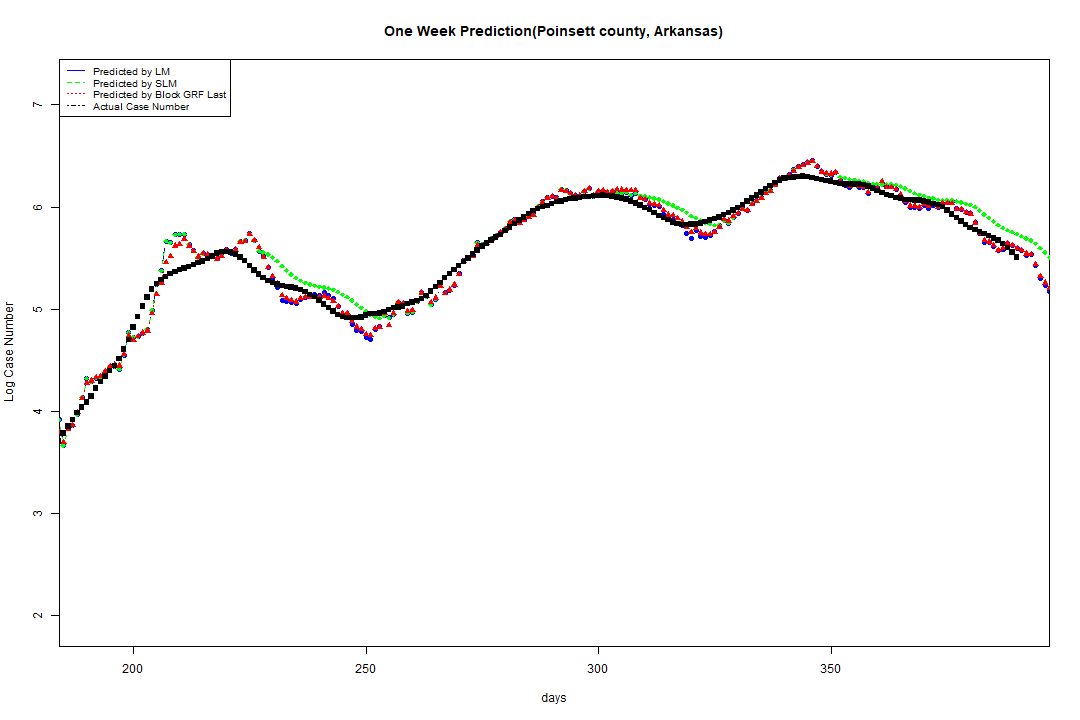 One Week Prediction(Poinsett county, Arkansas)
Predicted by LM
Predicted by SLM
Predicted by Block GRF Last
Actual Case Number
7
6
5
4
3
2
Log Case Number
200 250 300 350
days